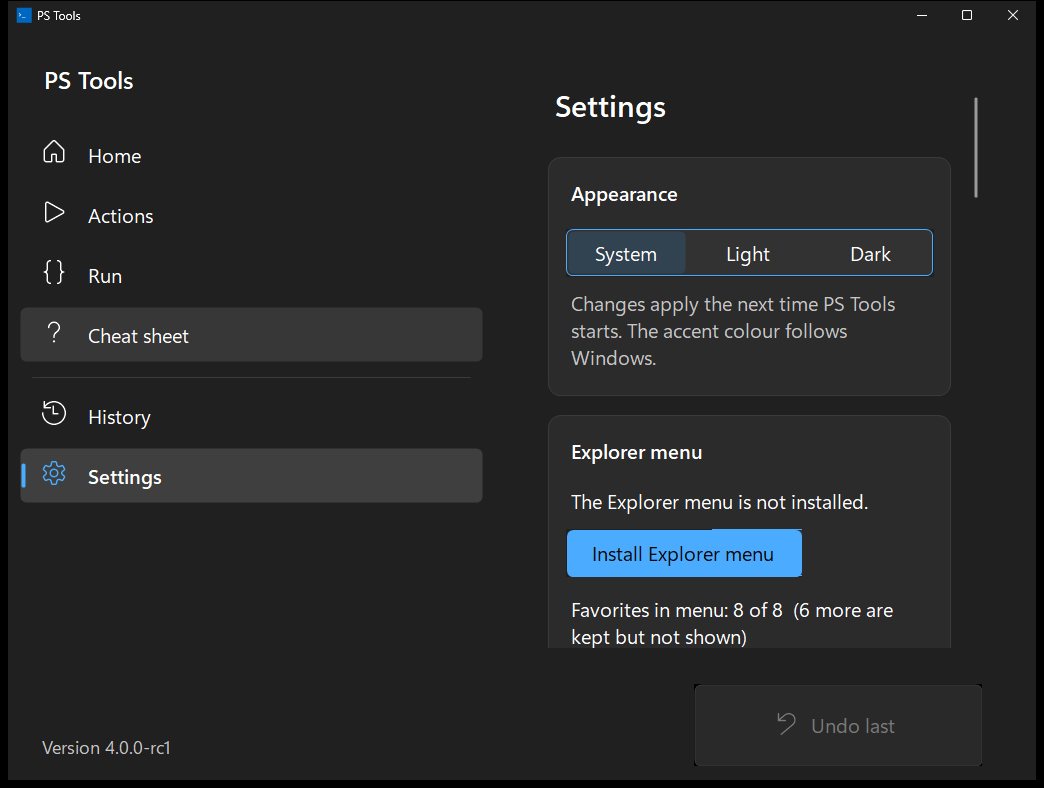 PS Tools
PS Tools
Home
Actions
Run
Cheat sheet
History
Settings
Version 4.0.0-rc1
Settings
Appearance
System Light Dark
Changes apply the next time PS Tools
starts. The accent colour follows
Windows.
Explorer menu
The Explorer menu is not installed.
Install Explorer menu
Favorites in menu: 8 of 8  (6 more are
kept but not shown)
Undo last